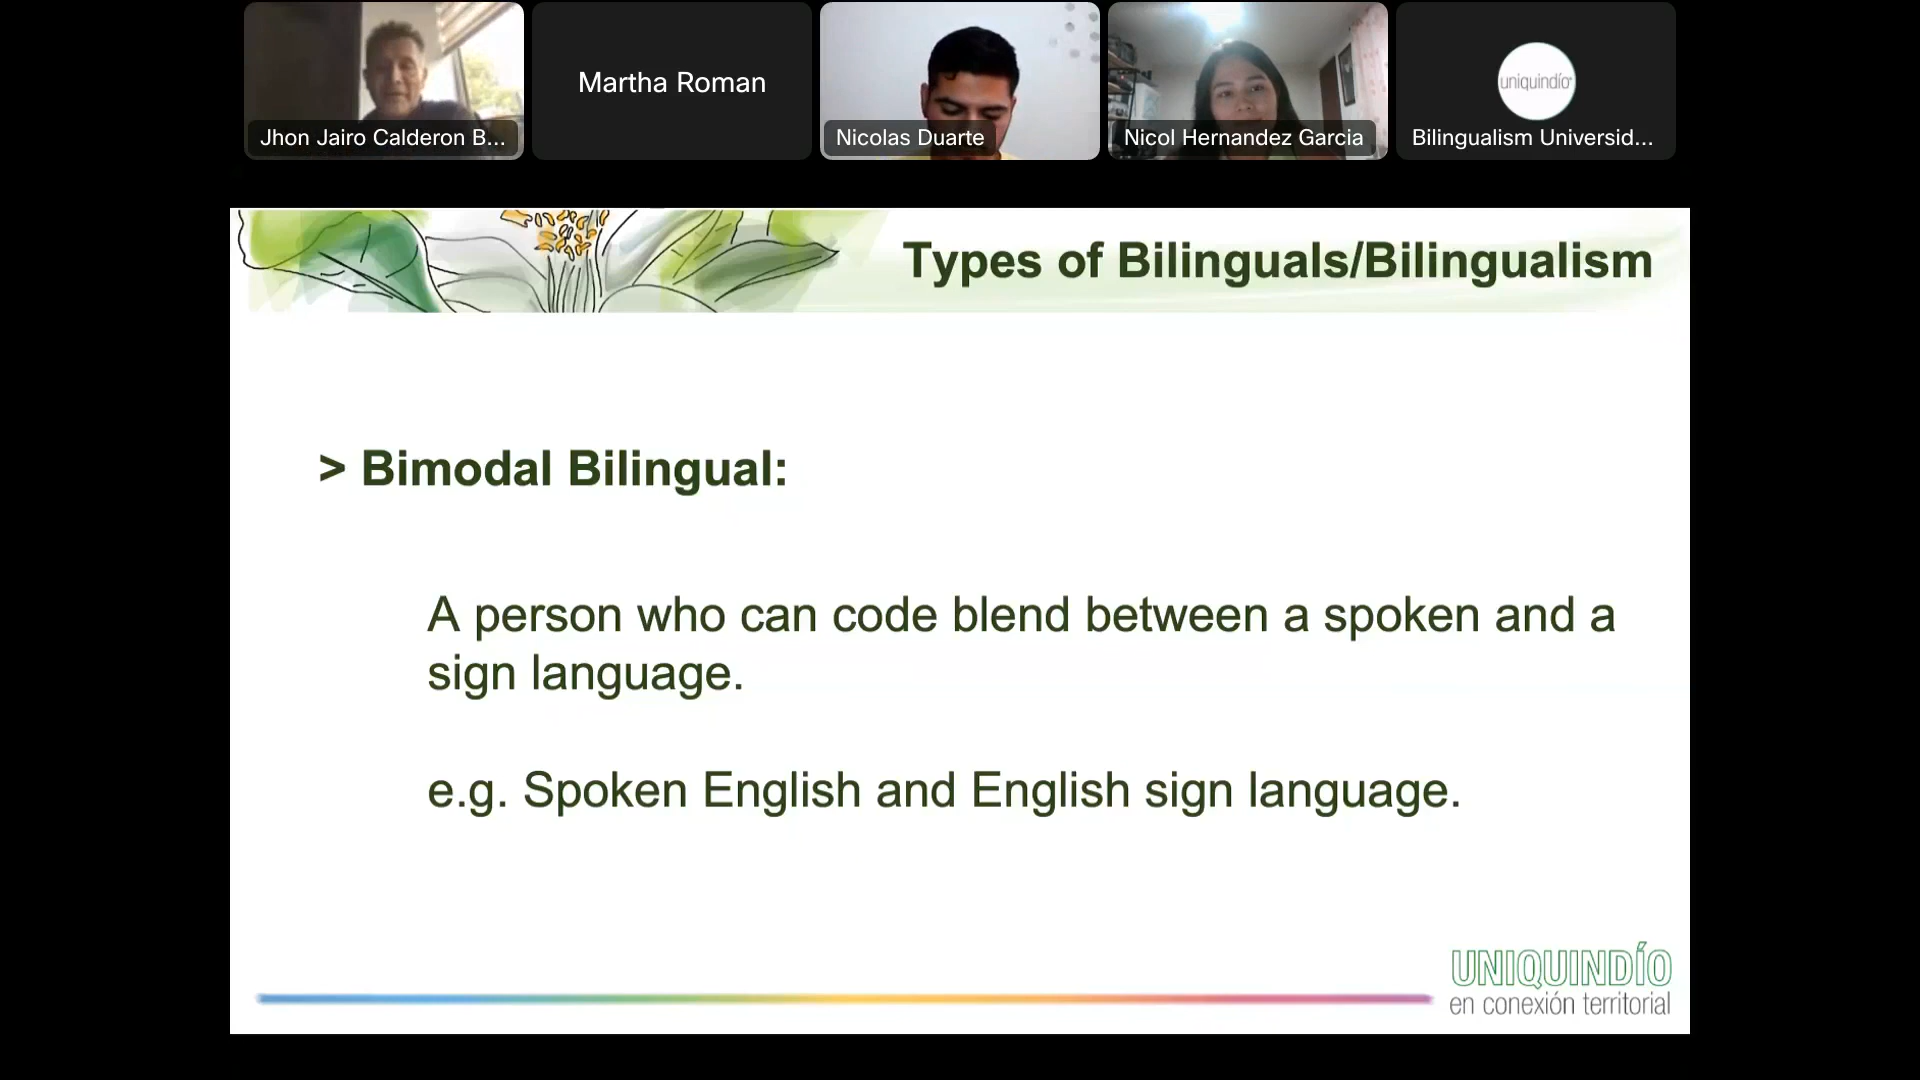 Jhon Jairo Calderon B...
Martha Roman
Nicolas Duarte
Nicol Hernandez Garcia
uniquindío
Bilingualism Universid...
Types of Bilinguals/Bilingualism
> Bimodal Bilingual:
A person who can code blend between a spoken and a
sign language.
e.g. Spoken English and English sign language.
UNIQUINDÍO
en conexión territorial